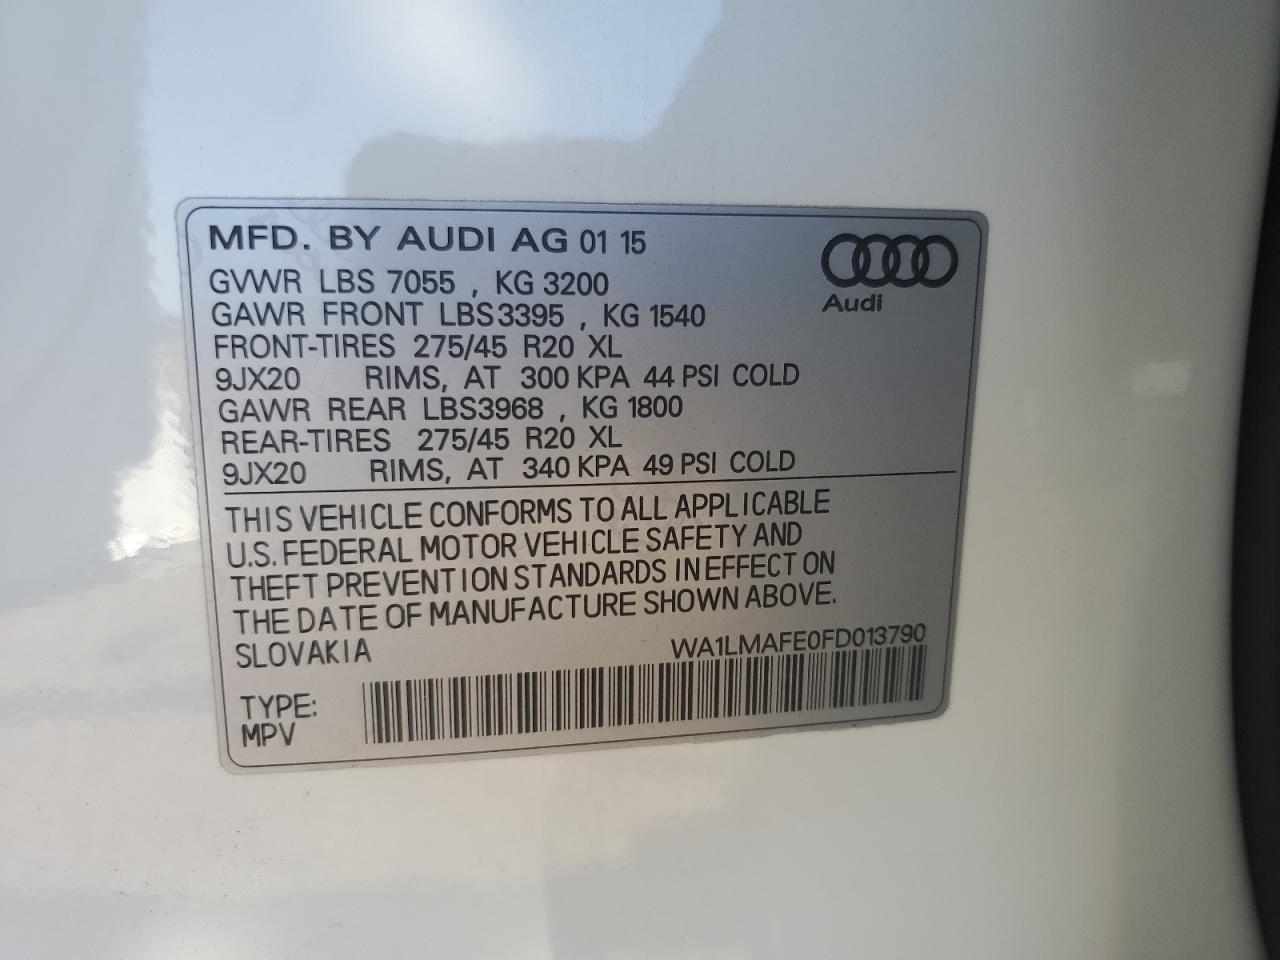 MFD. BY AUDI AG 01 15
GVWR LBS 7055 , KG 3200
GAWR FRONT LBS3395 , KG 1540
FRONT-TIRES 275/45 R20 XL
9JX20 RIMS, AT 300 KPA 44 PSI COLD
GAWR REAR LBS3968 , KG 1800
REAR-TIRES 275/45 R20 XL
9JX20 RIMS, AT 340 KPA 49 PSI COLD
Audi
THIS VEHICLE CONFORMS TO ALL APPLICABLE
U.S. FEDERAL MOTOR VEHICLE SAFETY AND
THEFT PREVENTION STANDARDS IN EFFECT ON
THE DATE OF MANUFACTURE SHOWN ABOVE.
SLOVAKIA WA1LMAFE0FD013790
TYPE:
MPV